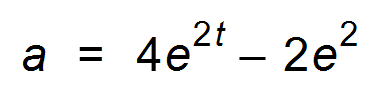 a = 4e^{2t} – 2e^{2}